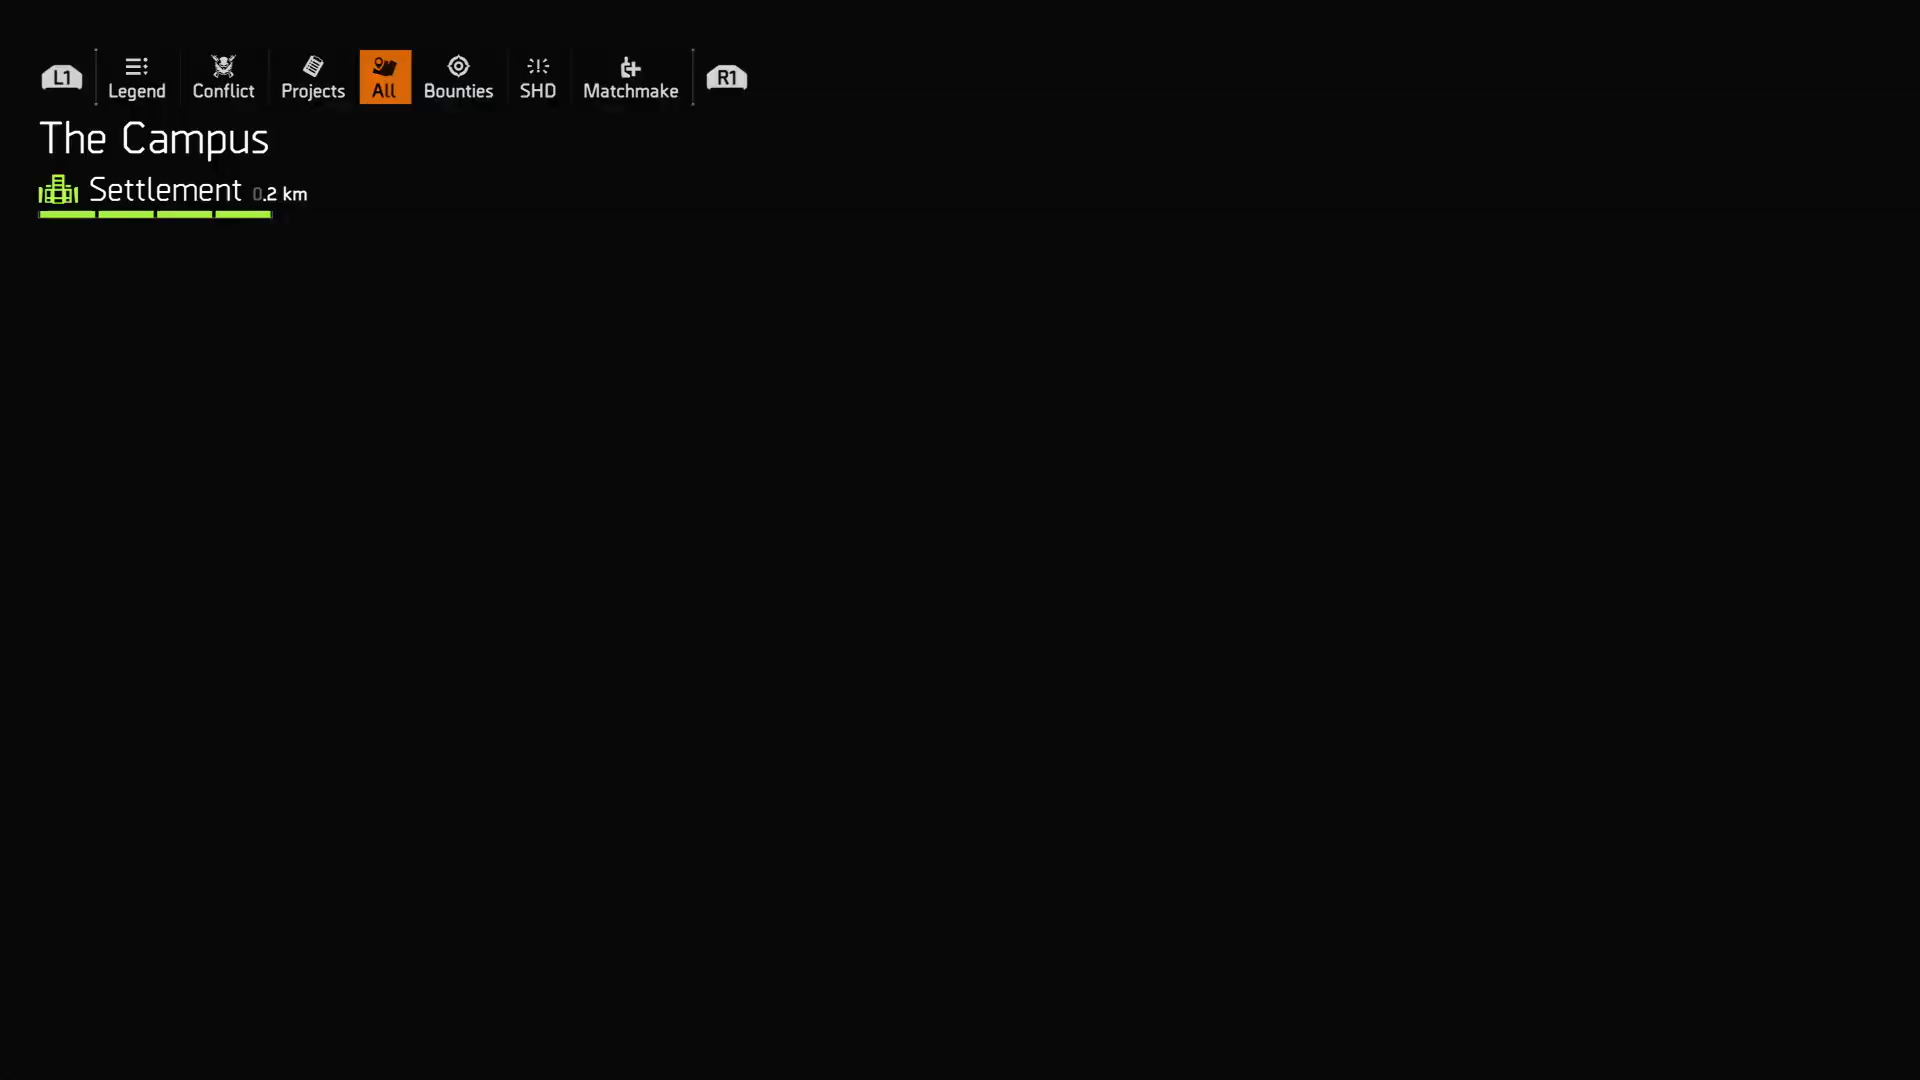 L1 Legend Conflict Projects All Bounties SHD Matchmake R1
The Campus
Settlement 0.2 km